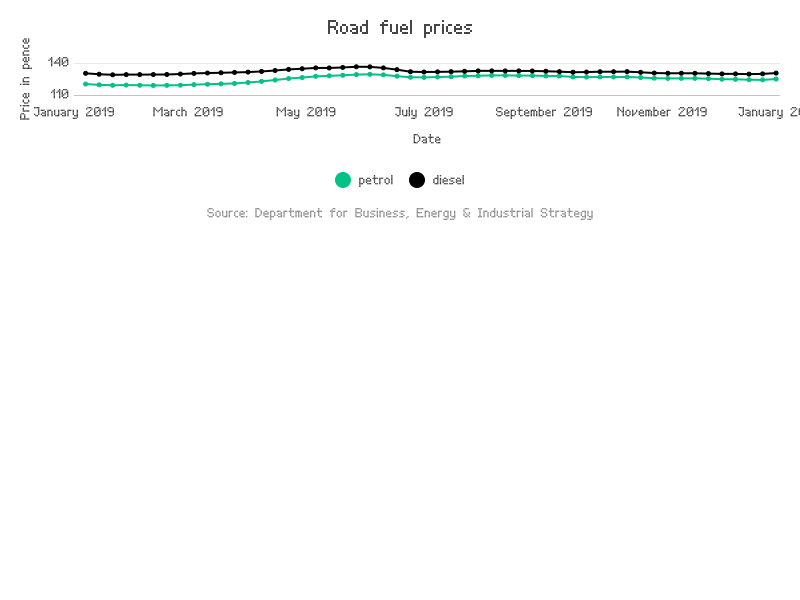 Road fuel prices
Price in pence
140
110
January 2019 March 2019 May 2019 July 2019 September 2019 November 2019 January
Date
petrol diesel
Source: Department for Business, Energy & Industrial Strategy